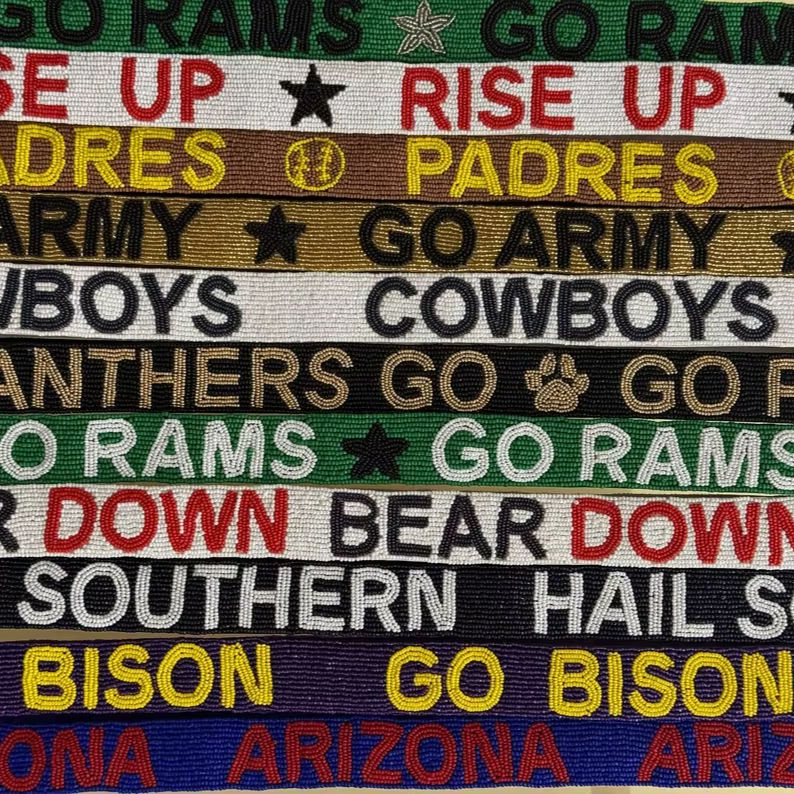 GO RAMS GO RAM
SE UP RISE UP
ADRES PADRES
ARMY GO ARMY
WBOYS COWBOYS
ANTHERS GO GO P
O RAMS GO RAMS
R DOWN BEAR DOWN
SOUTHERN HAIL SO
BISON GO BISON
ONA ARIZONA ARIZ